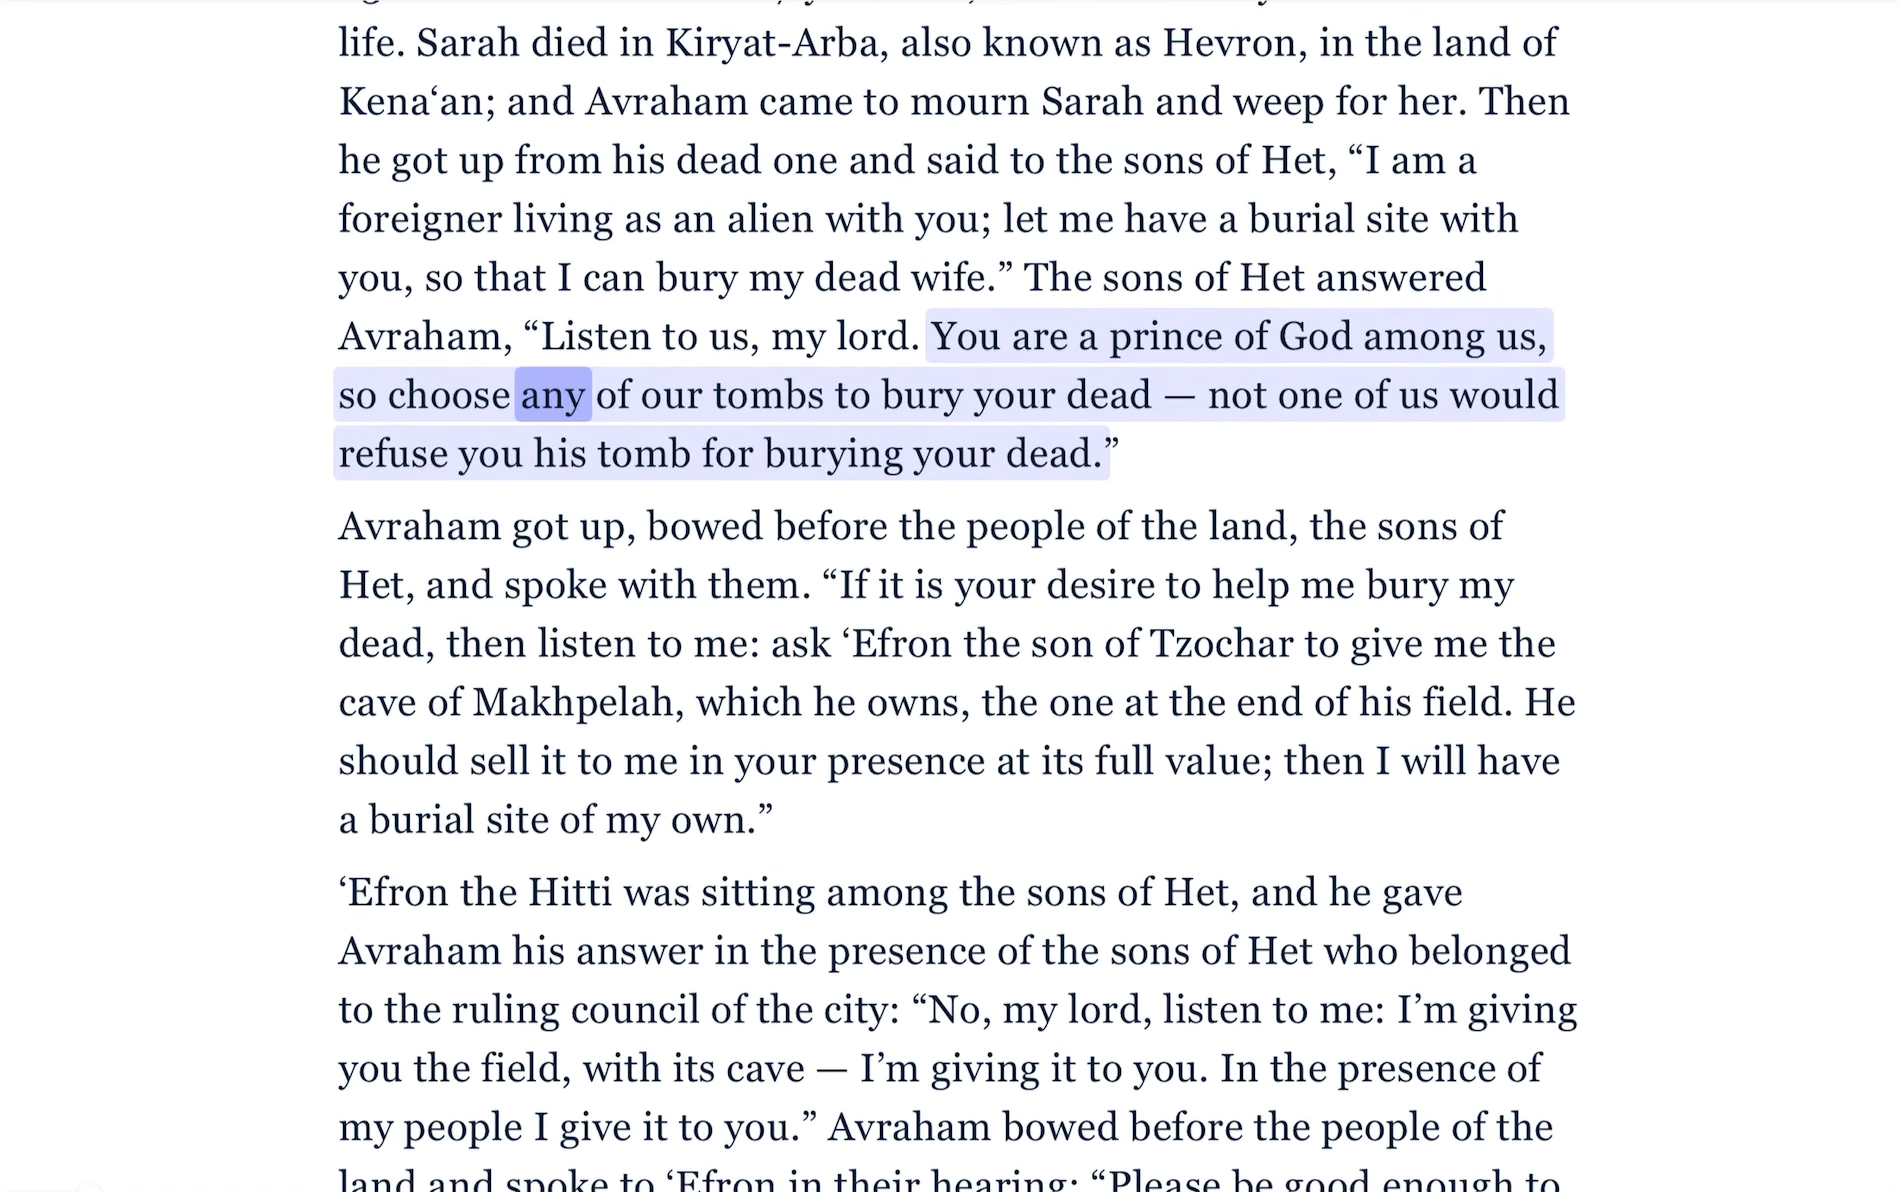 life. Sarah died in Kiryat-Arba, also known as Hevron, in the land of
Kena‘an; and Avraham came to mourn Sarah and weep for her. Then
he got up from his dead one and said to the sons of Het, “I am a
foreigner living as an alien with you; let me have a burial site with
you, so that I can bury my dead wife.” The sons of Het answered
Avraham, “Listen to us, my lord. You are a prince of God among us,
so choose any of our tombs to bury your dead — not one of us would
refuse you his tomb for burying your dead.”
Avraham got up, bowed before the people of the land, the sons of
Het, and spoke with them. “If it is your desire to help me bury my
dead, then listen to me: ask ‘Efron the son of Tzochar to give me the
cave of Makhpelah, which he owns, the one at the end of his field. He
should sell it to me in your presence at its full value; then I will have
a burial site of my own.”
‘Efron the Hitti was sitting among the sons of Het, and he gave
Avraham his answer in the presence of the sons of Het who belonged
to the ruling council of the city: “No, my lord, listen to me: I’m giving
you the field, with its cave — I’m giving it to you. In the presence of
my people I give it to you.” Avraham bowed before the people of the
land and spoke to ‘Efron in their hearing: “Please be good enough to